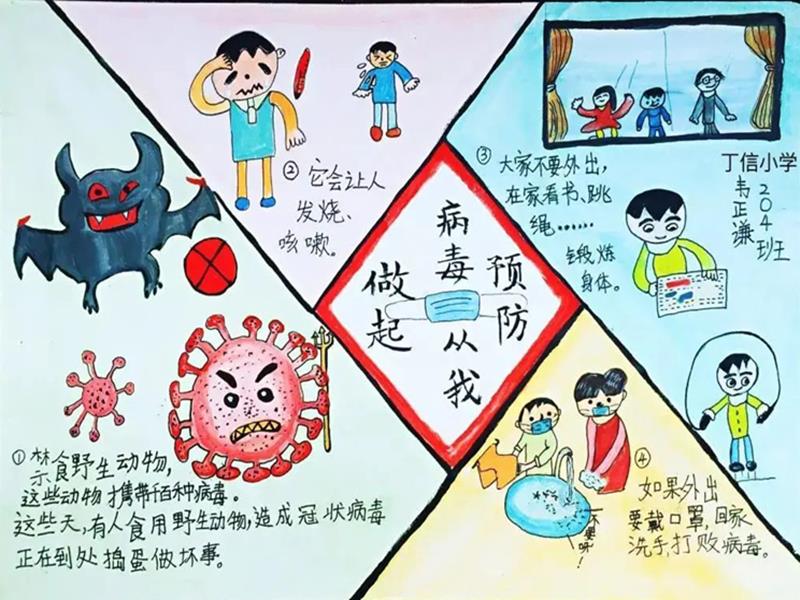 预防
病毒从我
做起
①禁食野生动物,
这些动物携带百种病毒。
这些天,有人食用野生动物,造成冠状病毒
正在到处捣蛋做坏事。
②它会让人
发烧、
咳嗽。
③大家不要外出,
在家看书、跳
绳……
锻炼
身体。
丁信小学
204班
韦正谦
④如果外出
要戴口罩,回家
洗手,打败病毒。
不要呀!